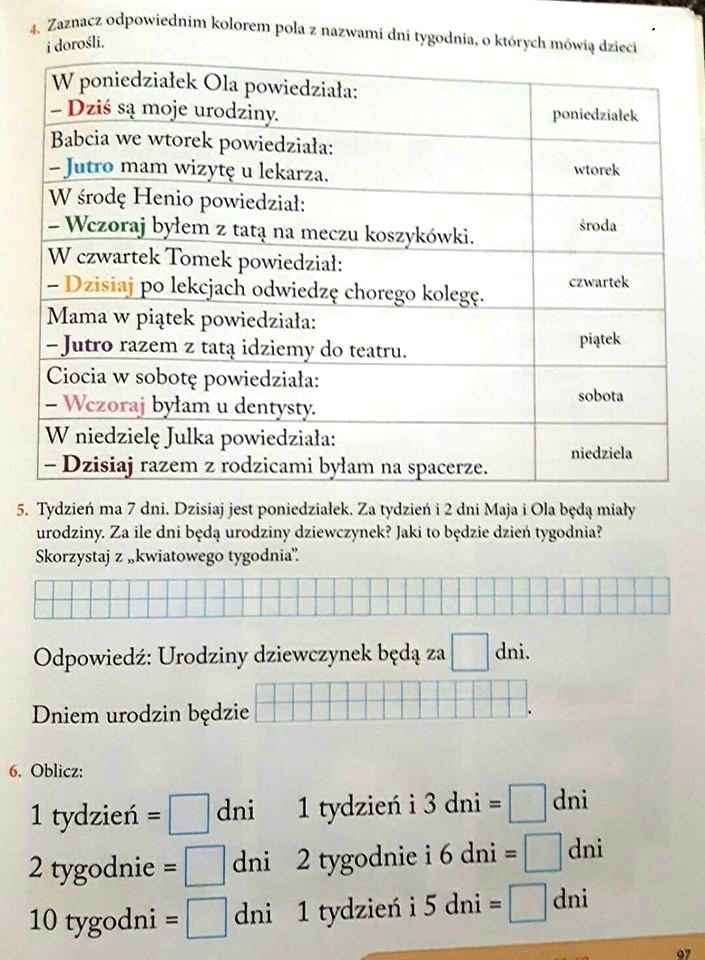 4. Zaznacz odpowiednim kolorem pola z nazwami dni tygodnia, o których mówią dzieci
i dorośli.
W poniedziałek Ola powiedziała:
– Dziś są moje urodziny.
poniedziałek
Babcia we wtorek powiedziała:
– Jutro mam wizytę u lekarza.
wtorek
W środę Henio powiedział:
– Wczoraj byłem z tatą na meczu koszykówki.
środa
W czwartek Tomek powiedział:
– Dzisiaj po lekcjach odwiedzę chorego kolegę.
czwartek
Mama w piątek powiedziała:
– Jutro razem z tatą idziemy do teatru.
piątek
Ciocia w sobotę powiedziała:
– Wczoraj byłam u dentysty.
sobota
W niedzielę Julka powiedziała:
– Dzisiaj razem z rodzicami byłam na spacerze.
niedziela
5. Tydzień ma 7 dni. Dzisiaj jest poniedziałek. Za tydzień i 2 dni Maja i Ola będą miały
urodziny. Za ile dni będą urodziny dziewczynek? Jaki to będzie dzień tygodnia?
Skorzystaj z „kwiatowego tygodnia”.
Odpowiedź: Urodziny dziewczynek będą za dni.
Dniem urodzin będzie .
6. Oblicz:
1 tydzień = dni 1 tydzień i 3 dni = dni
2 tygodnie = dni 2 tygodnie i 6 dni = dni
10 tygodni = dni 1 tydzień i 5 dni = dni
97